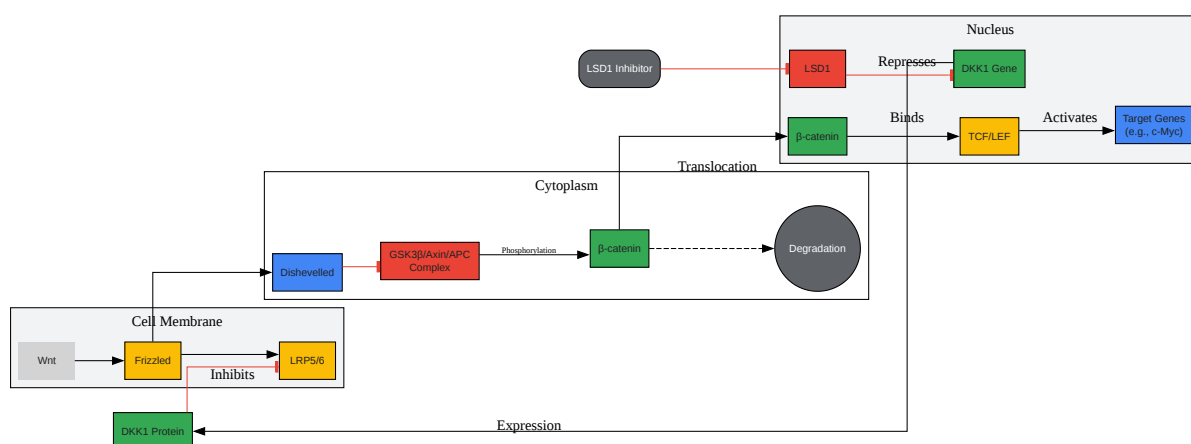 Nucleus
LSD1 Inhibitor
LSD1
Represses
DKK1 Gene
β-catenin
Binds
TCF/LEF
Activates
Target Genes
(e.g., c-Myc)
Translocation
Cytoplasm
Dishevelled
GSK3β/Axin/APC
Complex
Phosphorylation
β-catenin
Degradation
Cell Membrane
Wnt
Frizzled
LRP5/6
Inhibits
DKK1 Protein
Expression